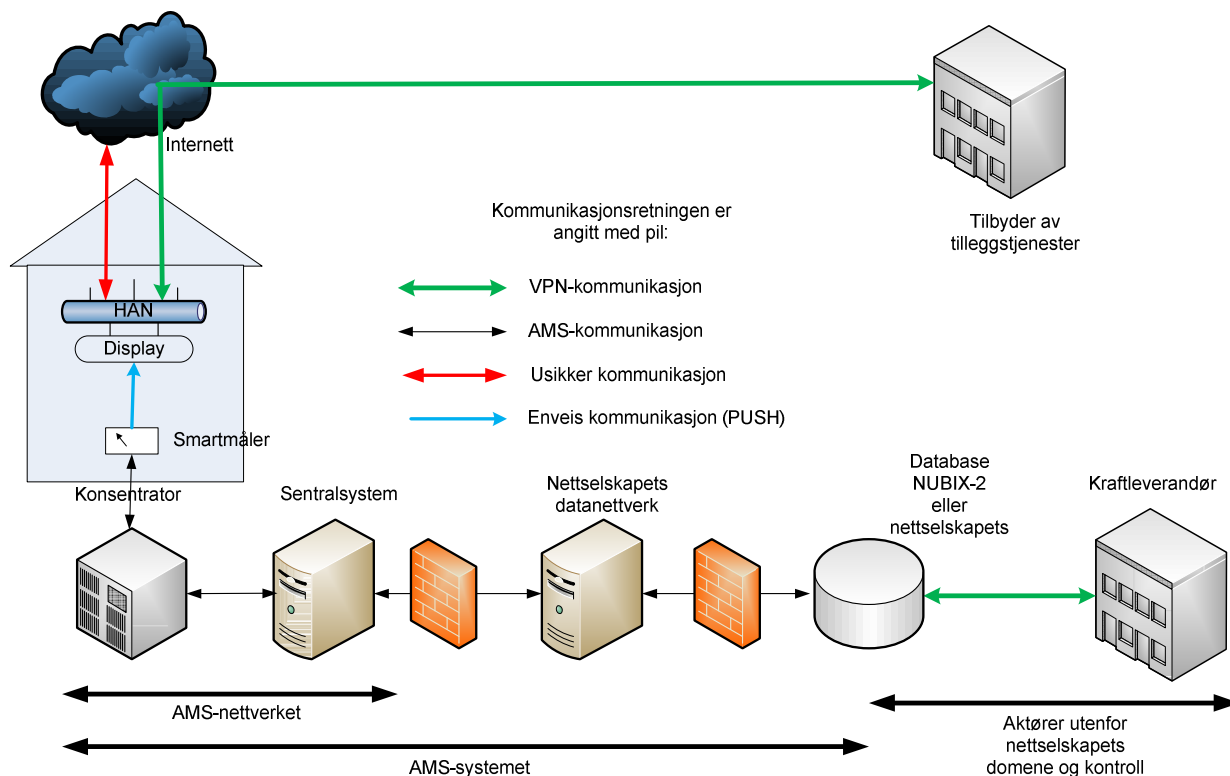 Internett
Tilbyder av
tilleggstjenester
Kommunikasjonsretningen er
angitt med pil:
VPN-kommunikasjon
AMS-kommunikasjon
Usikker kommunikasjon
Enveis kommunikasjon (PUSH)
HAN
Display
Smartmåler
Konsentrator
Sentralsystem
Nettselskapets
datanettverk
Database
NUBIX-2
eller
nettselskapets
Kraftleverandør
AMS-nettverket
AMS-systemet
Aktører utenfor
nettselskapets
domene og kontroll